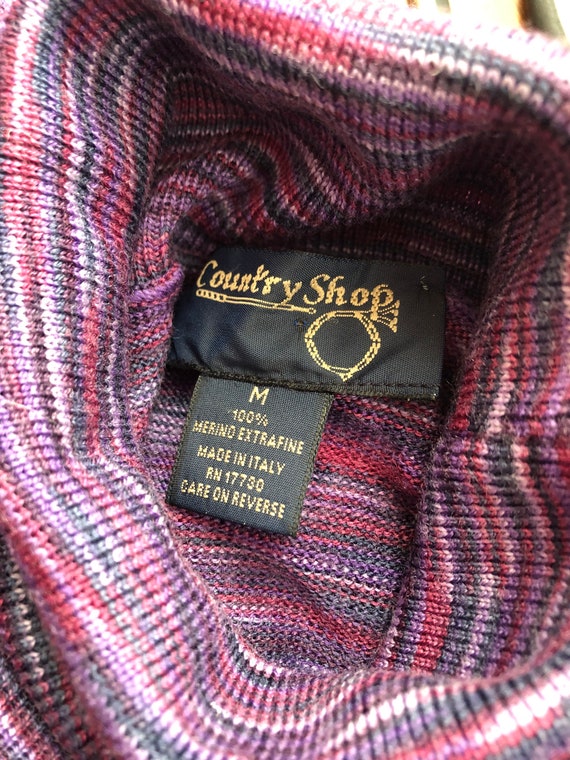 Country Shop
M
100%
MERINO EXTRAFINE
MADE IN ITALY
RN 17730
CARE ON REVERSE